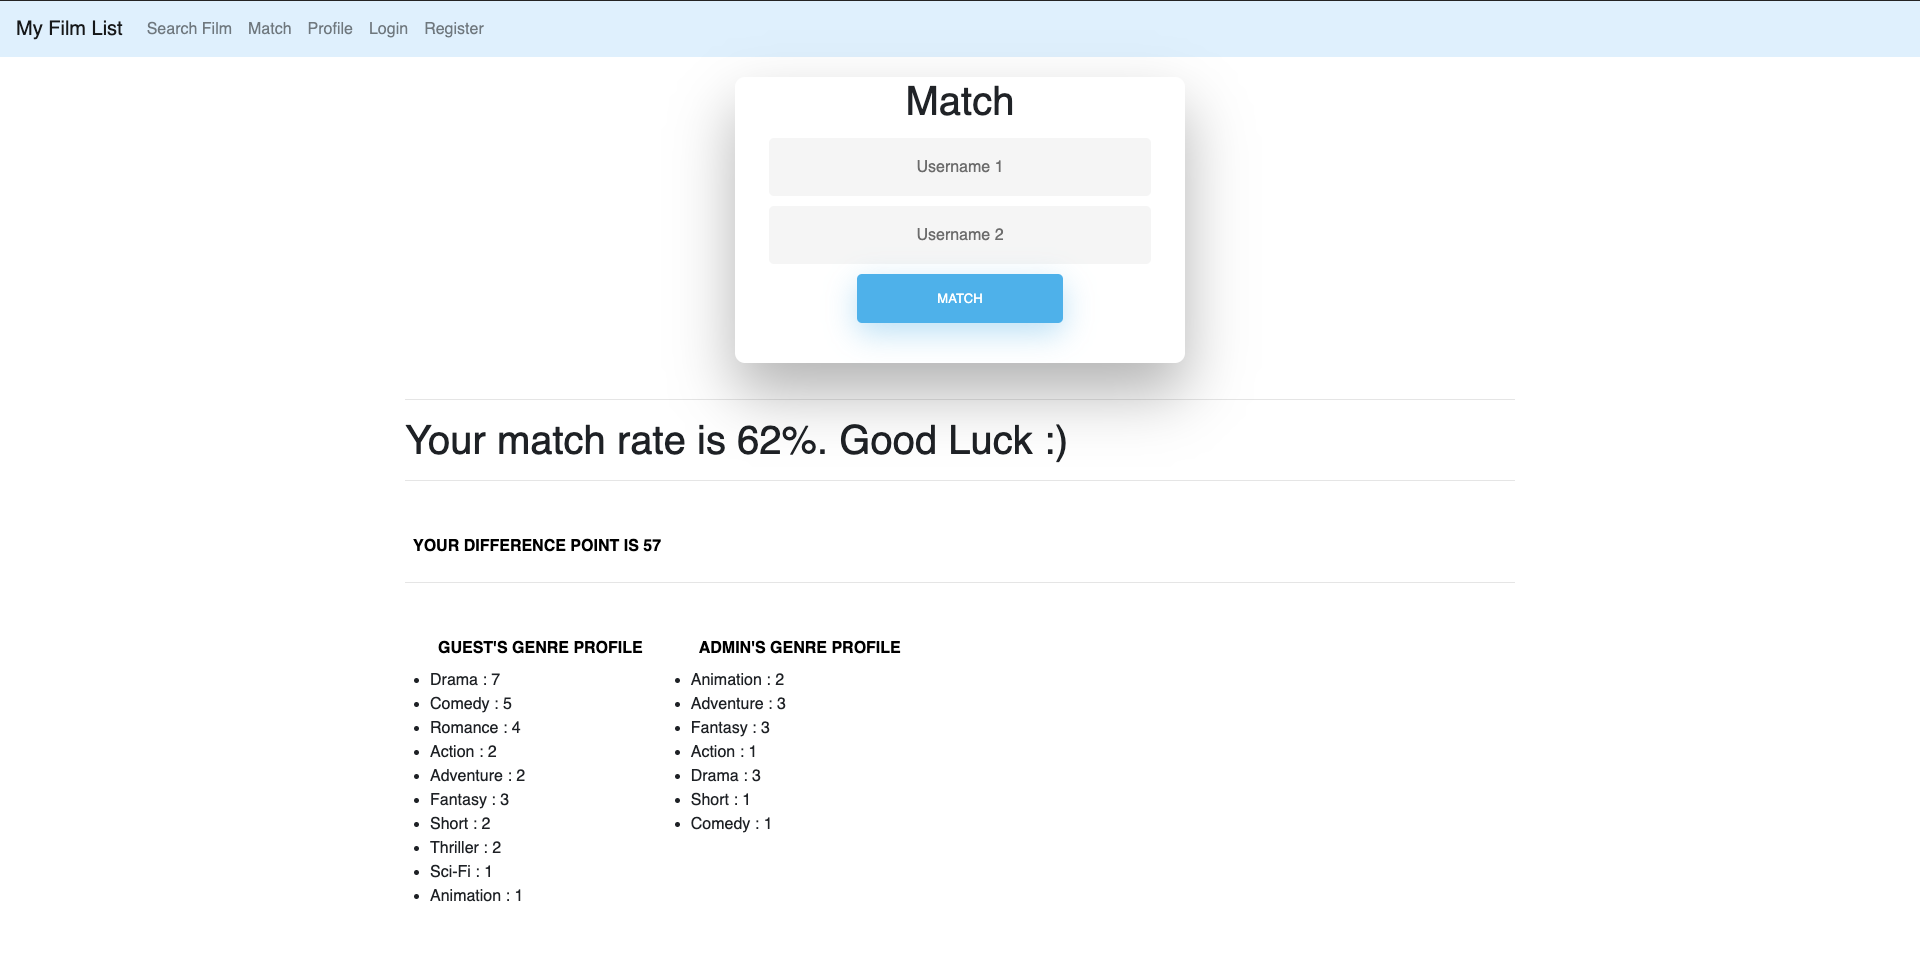 My Film List Search Film Match Profile Login Register
Match
Username 1
Username 2
MATCH
Your match rate is 62%. Good Luck :)
YOUR DIFFERENCE POINT IS 57
GUEST'S GENRE PROFILE
Drama : 7
Comedy : 5
Romance : 4
Action : 2
Adventure : 2
Fantasy : 3
Short : 2
Thriller : 2
Sci-Fi : 1
Animation : 1
ADMIN'S GENRE PROFILE
Animation : 2
Adventure : 3
Fantasy : 3
Action : 1
Drama : 3
Short : 1
Comedy : 1